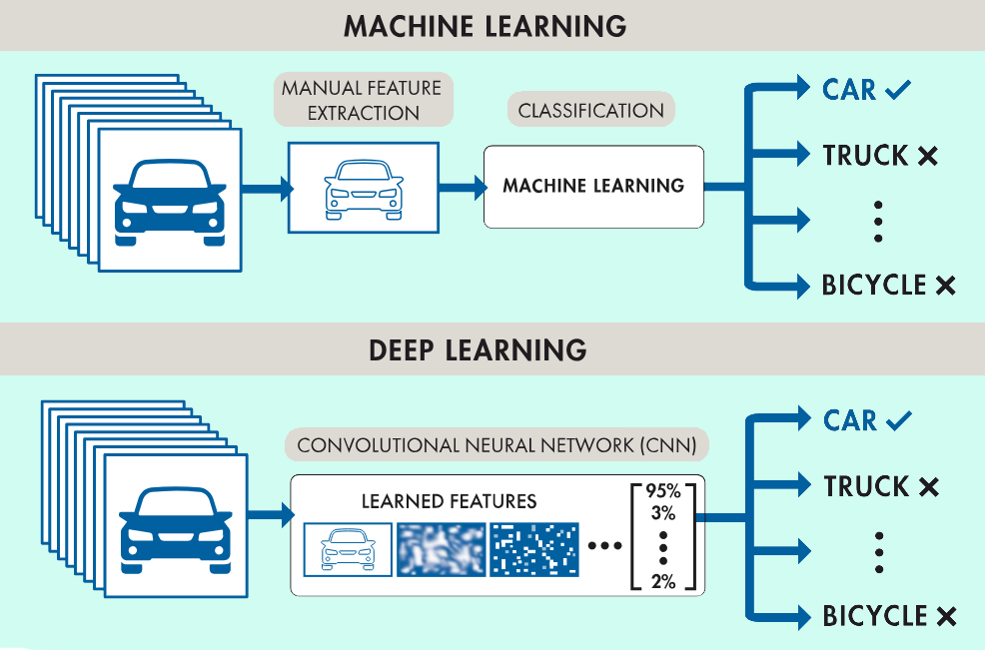 MACHINE LEARNING
MANUAL FEATURE
EXTRACTION
CLASSIFICATION
MACHINE LEARNING
CAR
TRUCK
BICYCLE
DEEP LEARNING
CONVOLUTIONAL NEURAL NETWORK (CNN)
LEARNED FEATURES
95%
3%
2%
CAR
TRUCK
BICYCLE